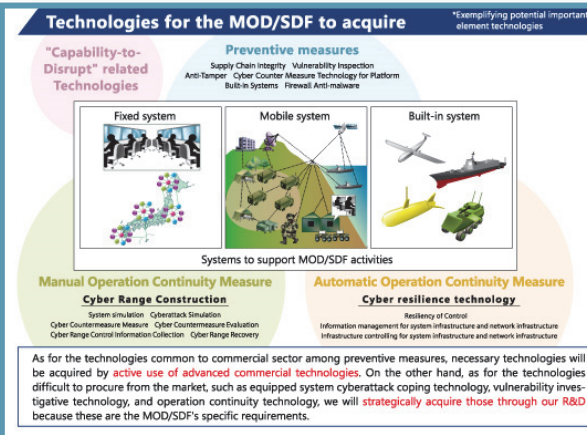 Technologies for the MOD/SDF to acquire
*Exemplifying potential important
element technologies
"Capability-to-
Disrupt" related
Technologies
Preventive measures
Supply Chain Integrity Vulnerability Inspection
Anti-Tamper Cyber Counter Measure Technology for Platform
Built-in Systems Firewall Anti-malware
Fixed system
Mobile system
Built-in system
Systems to support MOD/SDF activities
Manual Operation Continuity Measure
Cyber Range Construction
System simulation Cyberattack Simulation
Cyber Countermeasure Measure Cyber Countermeasure Evaluation
Cyber Range Control Information Collection Cyber Range Recovery
Automatic Operation Continuity Measure
Cyber resilience technology
Resiliency of Control
Information management for system infrastructure and network infrastructure
Infrastructure controlling for system infrastructure and network infrastructure
As for the technologies common to commercial sector among preventive measures, necessary technologies will
be acquired by active use of advanced commercial technologies. On the other hand, as for the technologies
difficult to procure from the market, such as equipped system cyberattack coping technology, vulnerability inves-
tigative technology, and operation continuity technology, we will strategically acquire those through our R&D
because these are the MOD/SDF's specific requirements.